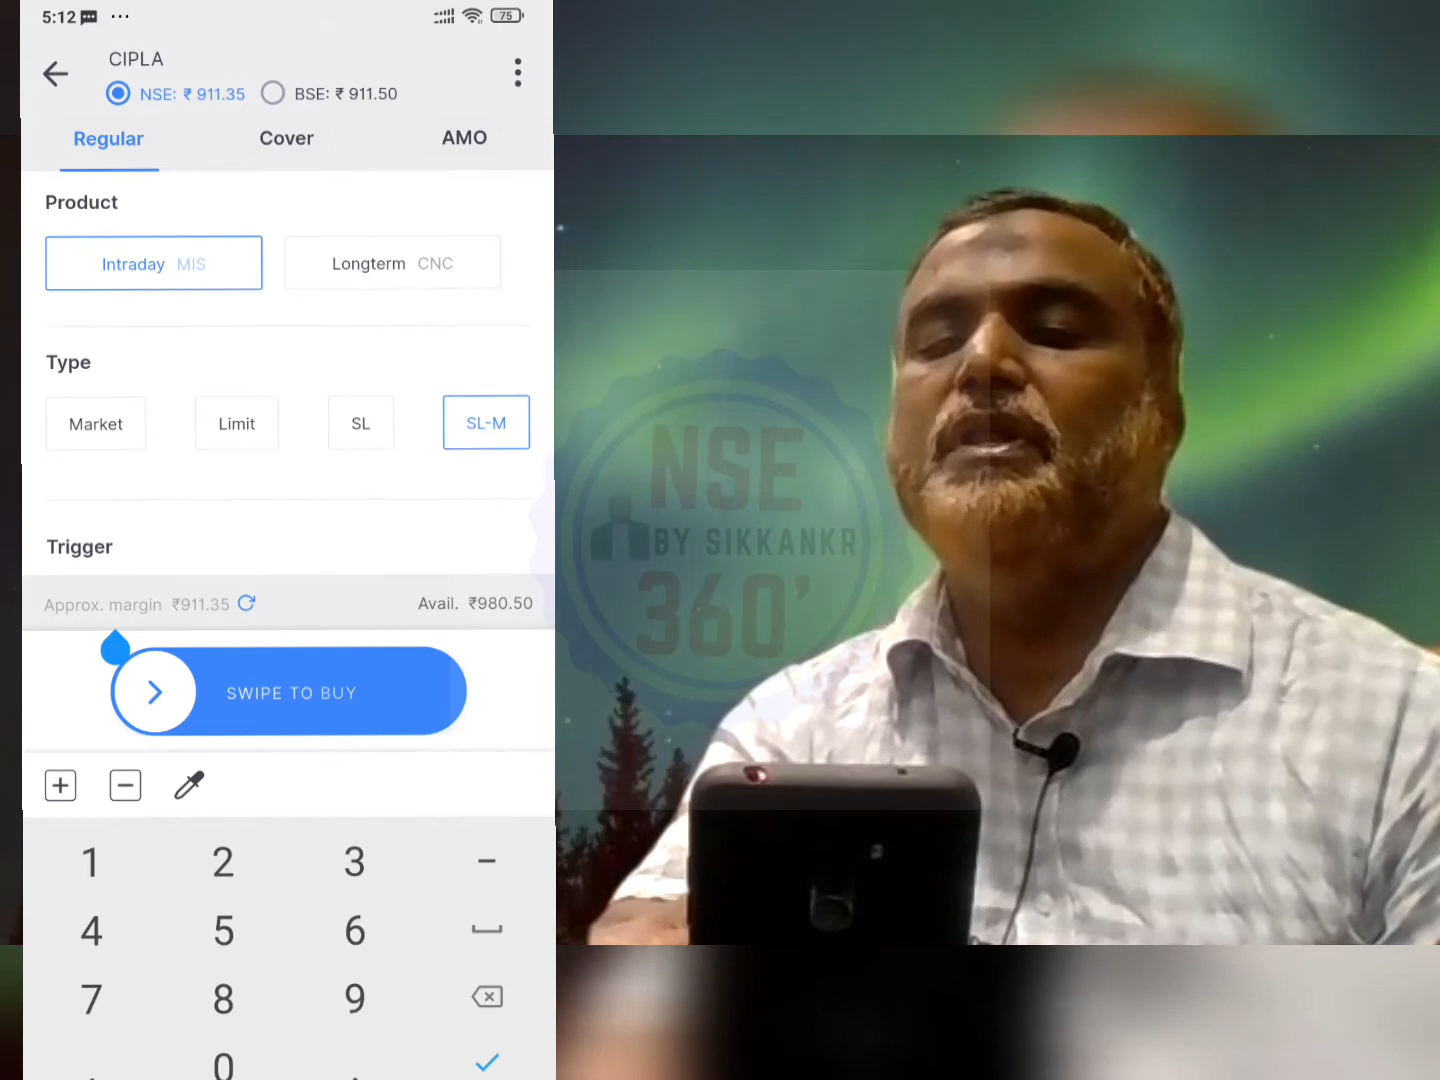 5:12 ... 75
CIPLA
NSE: ₹ 911.35 BSE: ₹ 911.50
Regular Cover AMO
Product
Intraday MIS Longterm CNC
Type
Market Limit SL SL-M
Trigger
Approx. margin ₹911.35 Avail. ₹980.50
SWIPE TO BUY
1 2 3 -
4 5 6
7 8 9
0
NSE
BY SIKKANKR
360'